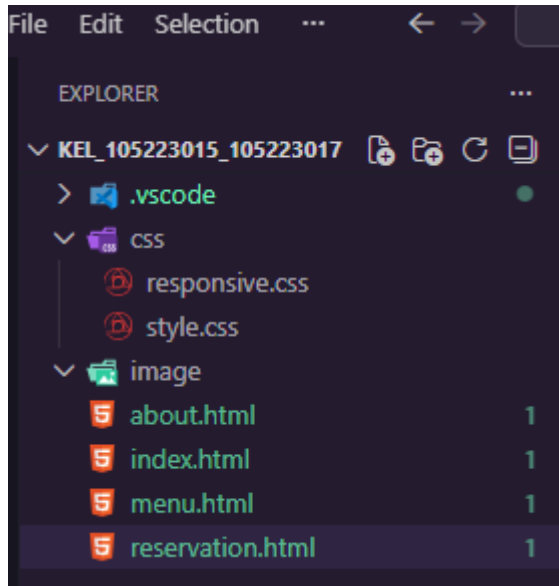 File Edit Selection ...
EXPLORER ...
KEL_105223015_105223017
.vscode
css
responsive.css
style.css
image
about.html 1
index.html 1
menu.html 1
reservation.html 1